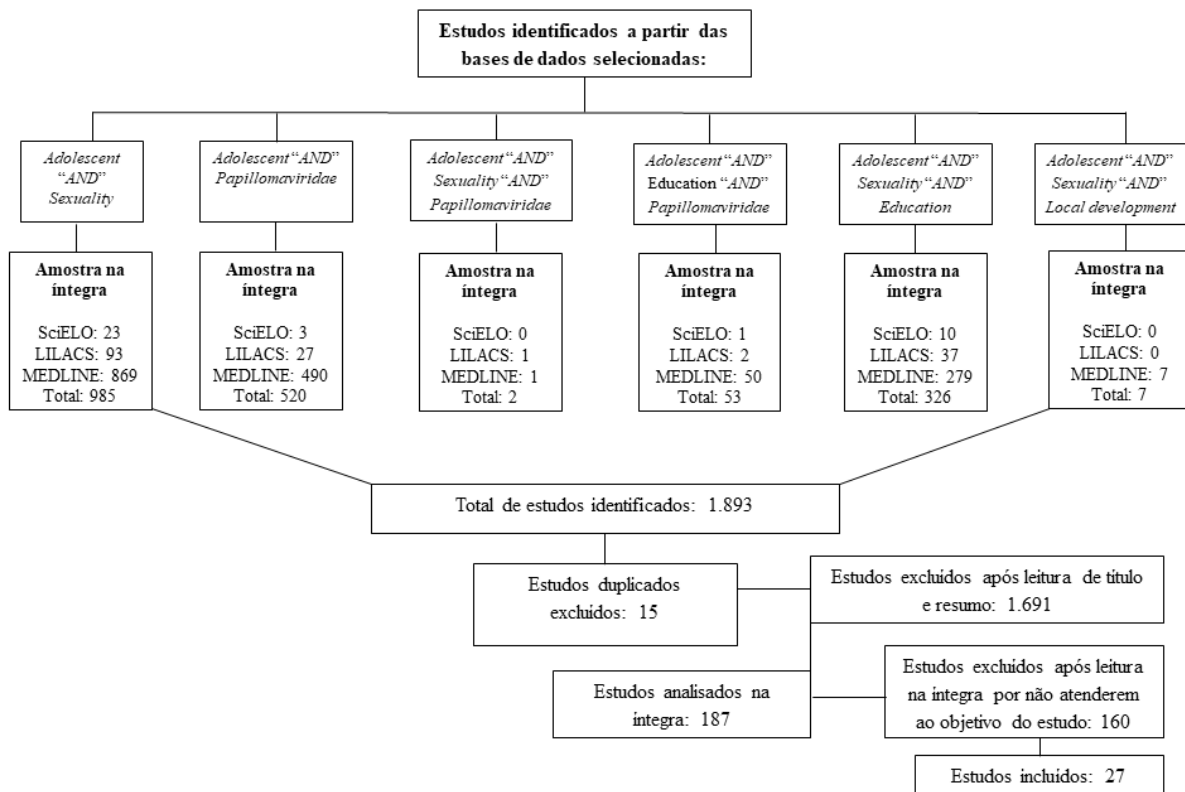 Estudos identificados a partir das
bases de dados selecionadas:
Adolescent
“AND”
Sexuality
Adolescent “AND”
Papillomaviridae
Adolescent “AND”
Sexuality “AND”
Papillomaviridae
Adolescent “AND”
Education “AND”
Papillomaviridae
Adolescent “AND”
Sexuality “AND”
Education
Adolescent “AND”
Sexuality “AND”
Local development
Amostra na
íntegra
SciELO: 23
LILACS: 93
MEDLINE: 869
Total: 985
Amostra na
íntegra
SciELO: 3
LILACS: 27
MEDLINE: 490
Total: 520
Amostra na
íntegra
SciELO: 0
LILACS: 1
MEDLINE: 1
Total: 2
Amostra na
íntegra
SciELO: 1
LILACS: 2
MEDLINE: 50
Total: 53
Amostra na
íntegra
SciELO: 10
LILACS: 37
MEDLINE: 279
Total: 326
Amostra na
íntegra
SciELO: 0
LILACS: 0
MEDLINE: 7
Total: 7
Total de estudos identificados: 1.893
Estudos duplicados
excluídos: 15
Estudos excluídos após leitura de título
e resumo: 1.691
Estudos analisados na
íntegra: 187
Estudos excluídos após leitura
na íntegra por não atenderem
ao objetivo do estudo: 160
Estudos incluídos: 27